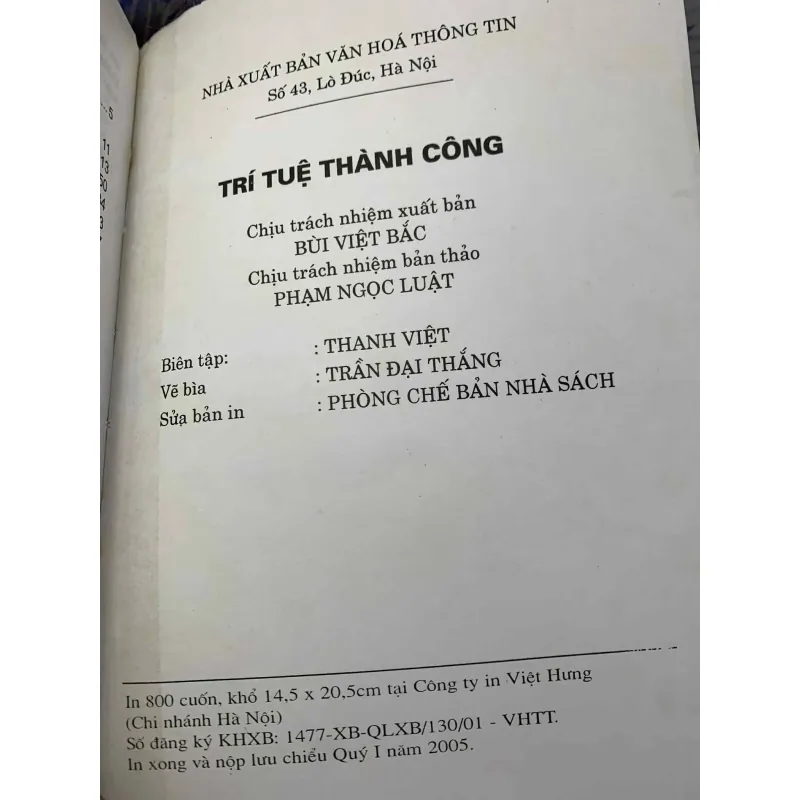 NHÀ XUẤT BẢN VĂN HOÁ THÔNG TIN
Số 43, Lò Đúc, Hà Nội
TRÍ TUỆ THÀNH CÔNG
Chịu trách nhiệm xuất bản
BÙI VIỆT BẮC
Chịu trách nhiệm bản thảo
PHẠM NGỌC LUẬT
Biên tập: : THANH VIỆT
Vẽ bìa : TRẦN ĐẠI THẮNG
Sửa bản in : PHÒNG CHẾ BẢN NHÀ SÁCH
In 800 cuốn, khổ 14,5 x 20,5cm tại Công ty in Việt Hưng
(Chi nhánh Hà Nội)
Số đăng ký KHXB: 1477-XB-QLXB/130/01 - VHTT.
In xong và nộp lưu chiểu Quý I năm 2005.